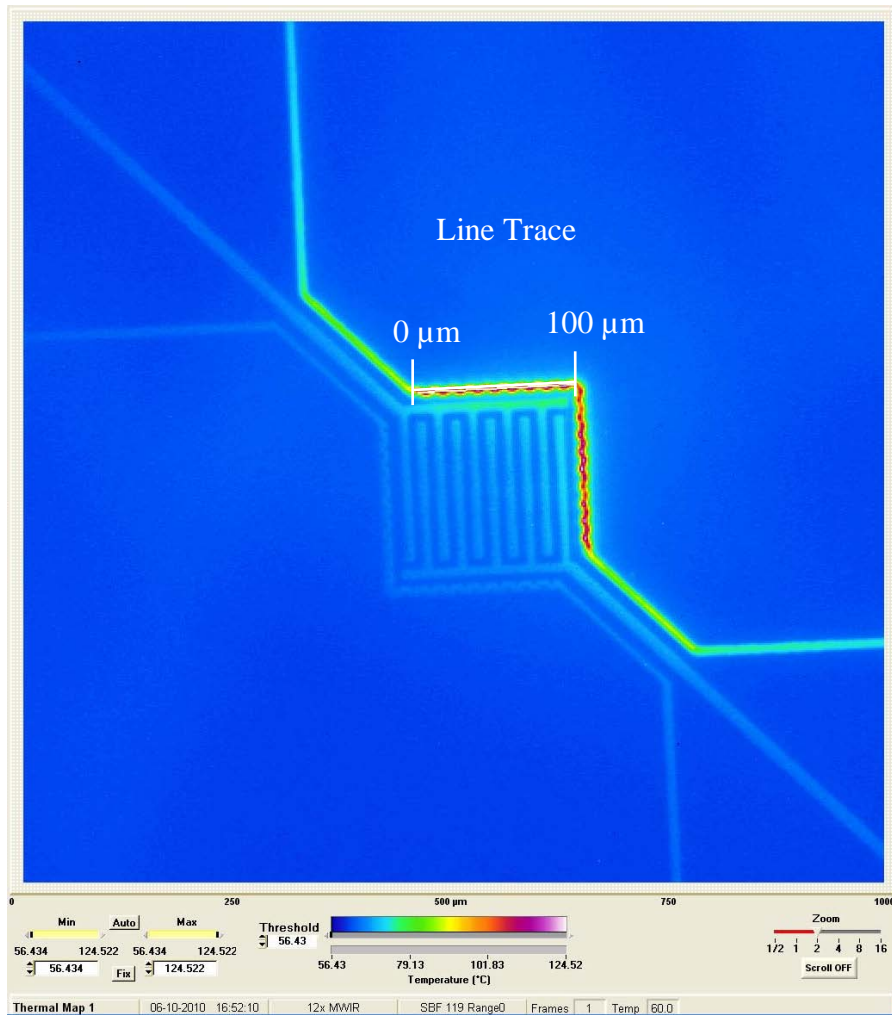 Line Trace
0 µm
100 µm
0
250
500 µm
750
1000
Min
Auto
Max
56.434 124.522 56.434 124.522
56.434
Fix
124.522
Threshold
56.43
56.43 79.13 101.83 124.52
Temperature (°C)
Zoom
1/2 1 2 4 8 16
Scroll OFF
Thermal Map 1 06-10-2010 16:52:10 12x MWIR SBF 119 Range0 Frames 1 Temp 60.0